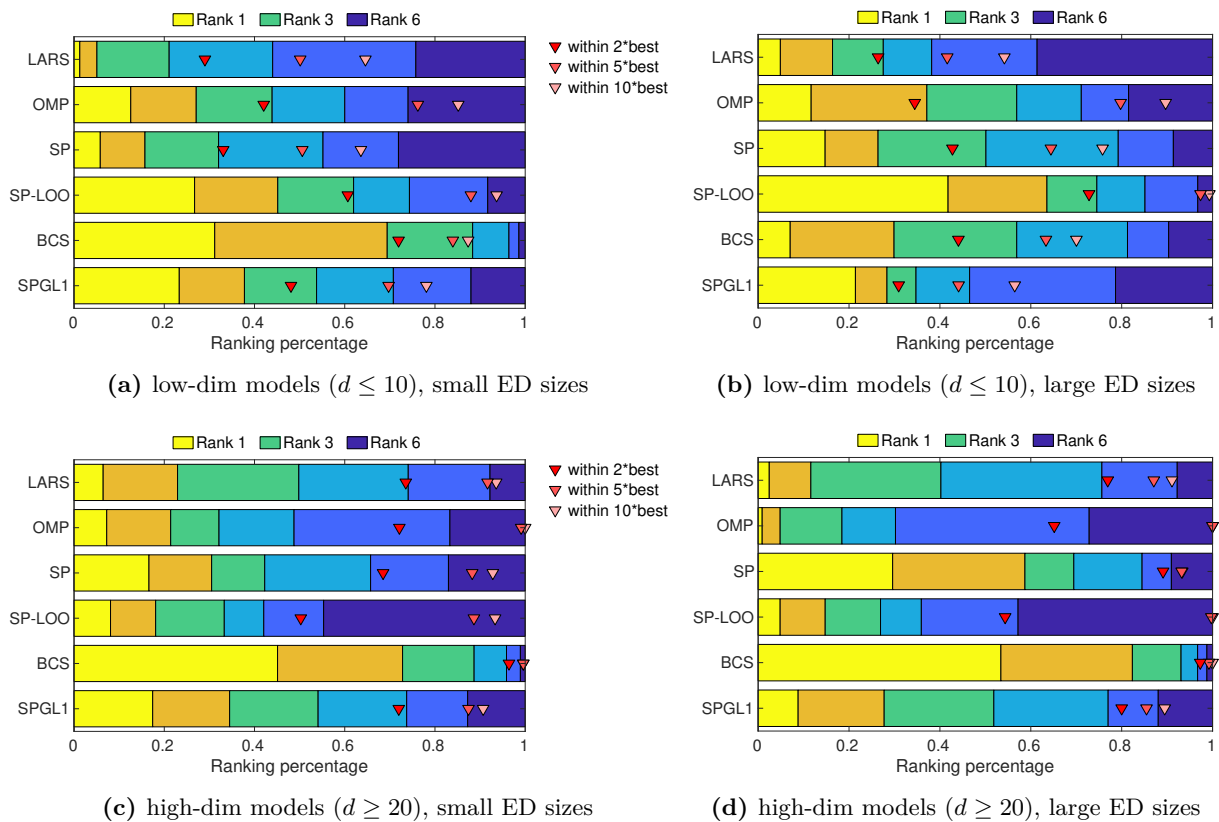 Rank 1 Rank 3 Rank 6
LARS
OMP
SP
SP-LOO
BCS
SPGL1
0 0.2 0.4 0.6 0.8 1
Ranking percentage
within 2*best
within 5*best
within 10*best
(a) low-dim models (d ≤ 10), small ED sizes
Rank 1 Rank 3 Rank 6
LARS
OMP
SP
SP-LOO
BCS
SPGL1
0 0.2 0.4 0.6 0.8 1
Ranking percentage
(b) low-dim models (d ≤ 10), large ED sizes
Rank 1 Rank 3 Rank 6
LARS
OMP
SP
SP-LOO
BCS
SPGL1
0 0.2 0.4 0.6 0.8 1
Ranking percentage
within 2*best
within 5*best
within 10*best
(c) high-dim models (d ≥ 20), small ED sizes
Rank 1 Rank 3 Rank 6
LARS
OMP
SP
SP-LOO
BCS
SPGL1
0 0.2 0.4 0.6 0.8 1
Ranking percentage
(d) high-dim models (d ≥ 20), large ED sizes